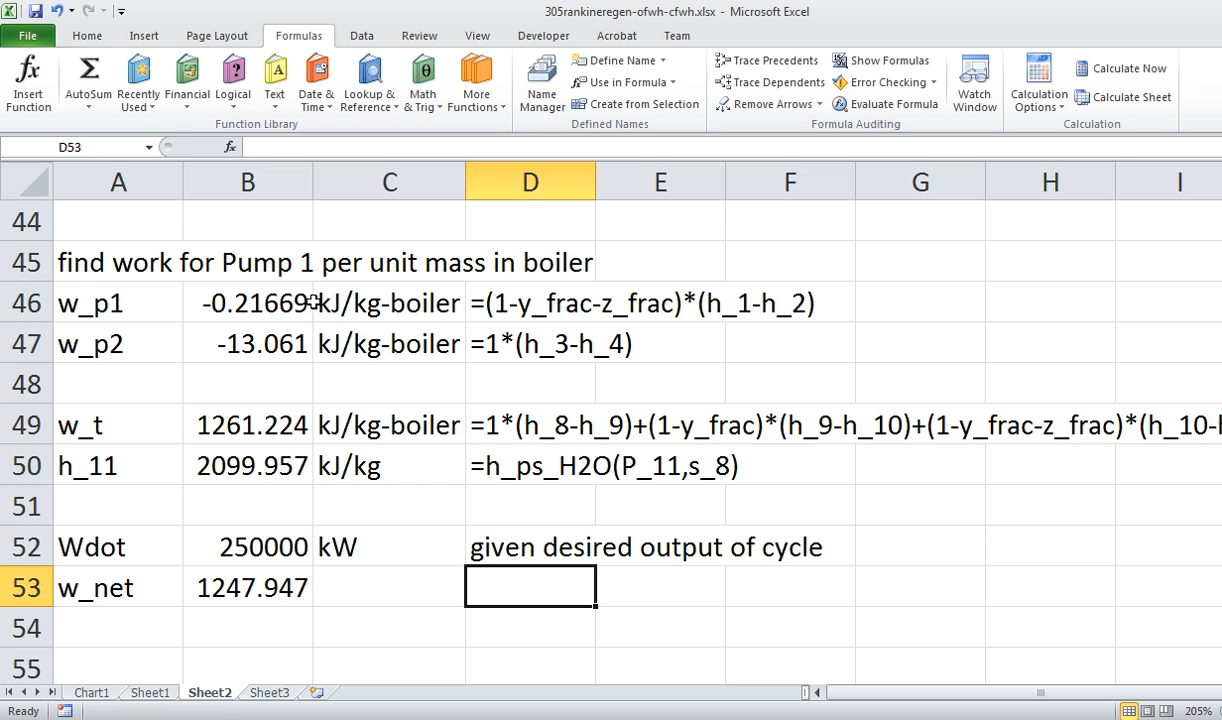 305rankineregen-ofwh-cfwh.xlsx - Microsoft Excel
File Home Insert Page Layout Formulas Data Review View Developer Acrobat Team
fx Insert Function
Σ AutoSum
Recently Used
Financial
? Logical
A Text
Date & Time
Lookup & Reference
θ Math & Trig
More Functions
Function Library
Name Manager
Define Name
Use in Formula
Create from Selection
Defined Names
Trace Precedents
Trace Dependents
Remove Arrows
Show Formulas
Error Checking
Evaluate Formula
Watch Window
Formula Auditing
Calculation Options
Calculate Now
Calculate Sheet
Calculation
D53 fx
A B C D E F G H I
44
45 find work for Pump 1 per unit mass in boiler
46 w_p1 -0.21669 kJ/kg-boiler =(1-y_frac-z_frac)*(h_1-h_2)
47 w_p2 -13.061 kJ/kg-boiler =1*(h_3-h_4)
48
49 w_t 1261.224 kJ/kg-boiler =1*(h_8-h_9)+(1-y_frac)*(h_9-h_10)+(1-y_frac-z_frac)*(h_10-h
50 h_11 2099.957 kJ/kg =h_ps_H2O(P_11,s_8)
51
52 Wdot 250000 kW given desired output of cycle
53 w_net 1247.947
54
55
Chart1 Sheet1 Sheet2 Sheet3
Ready 205%